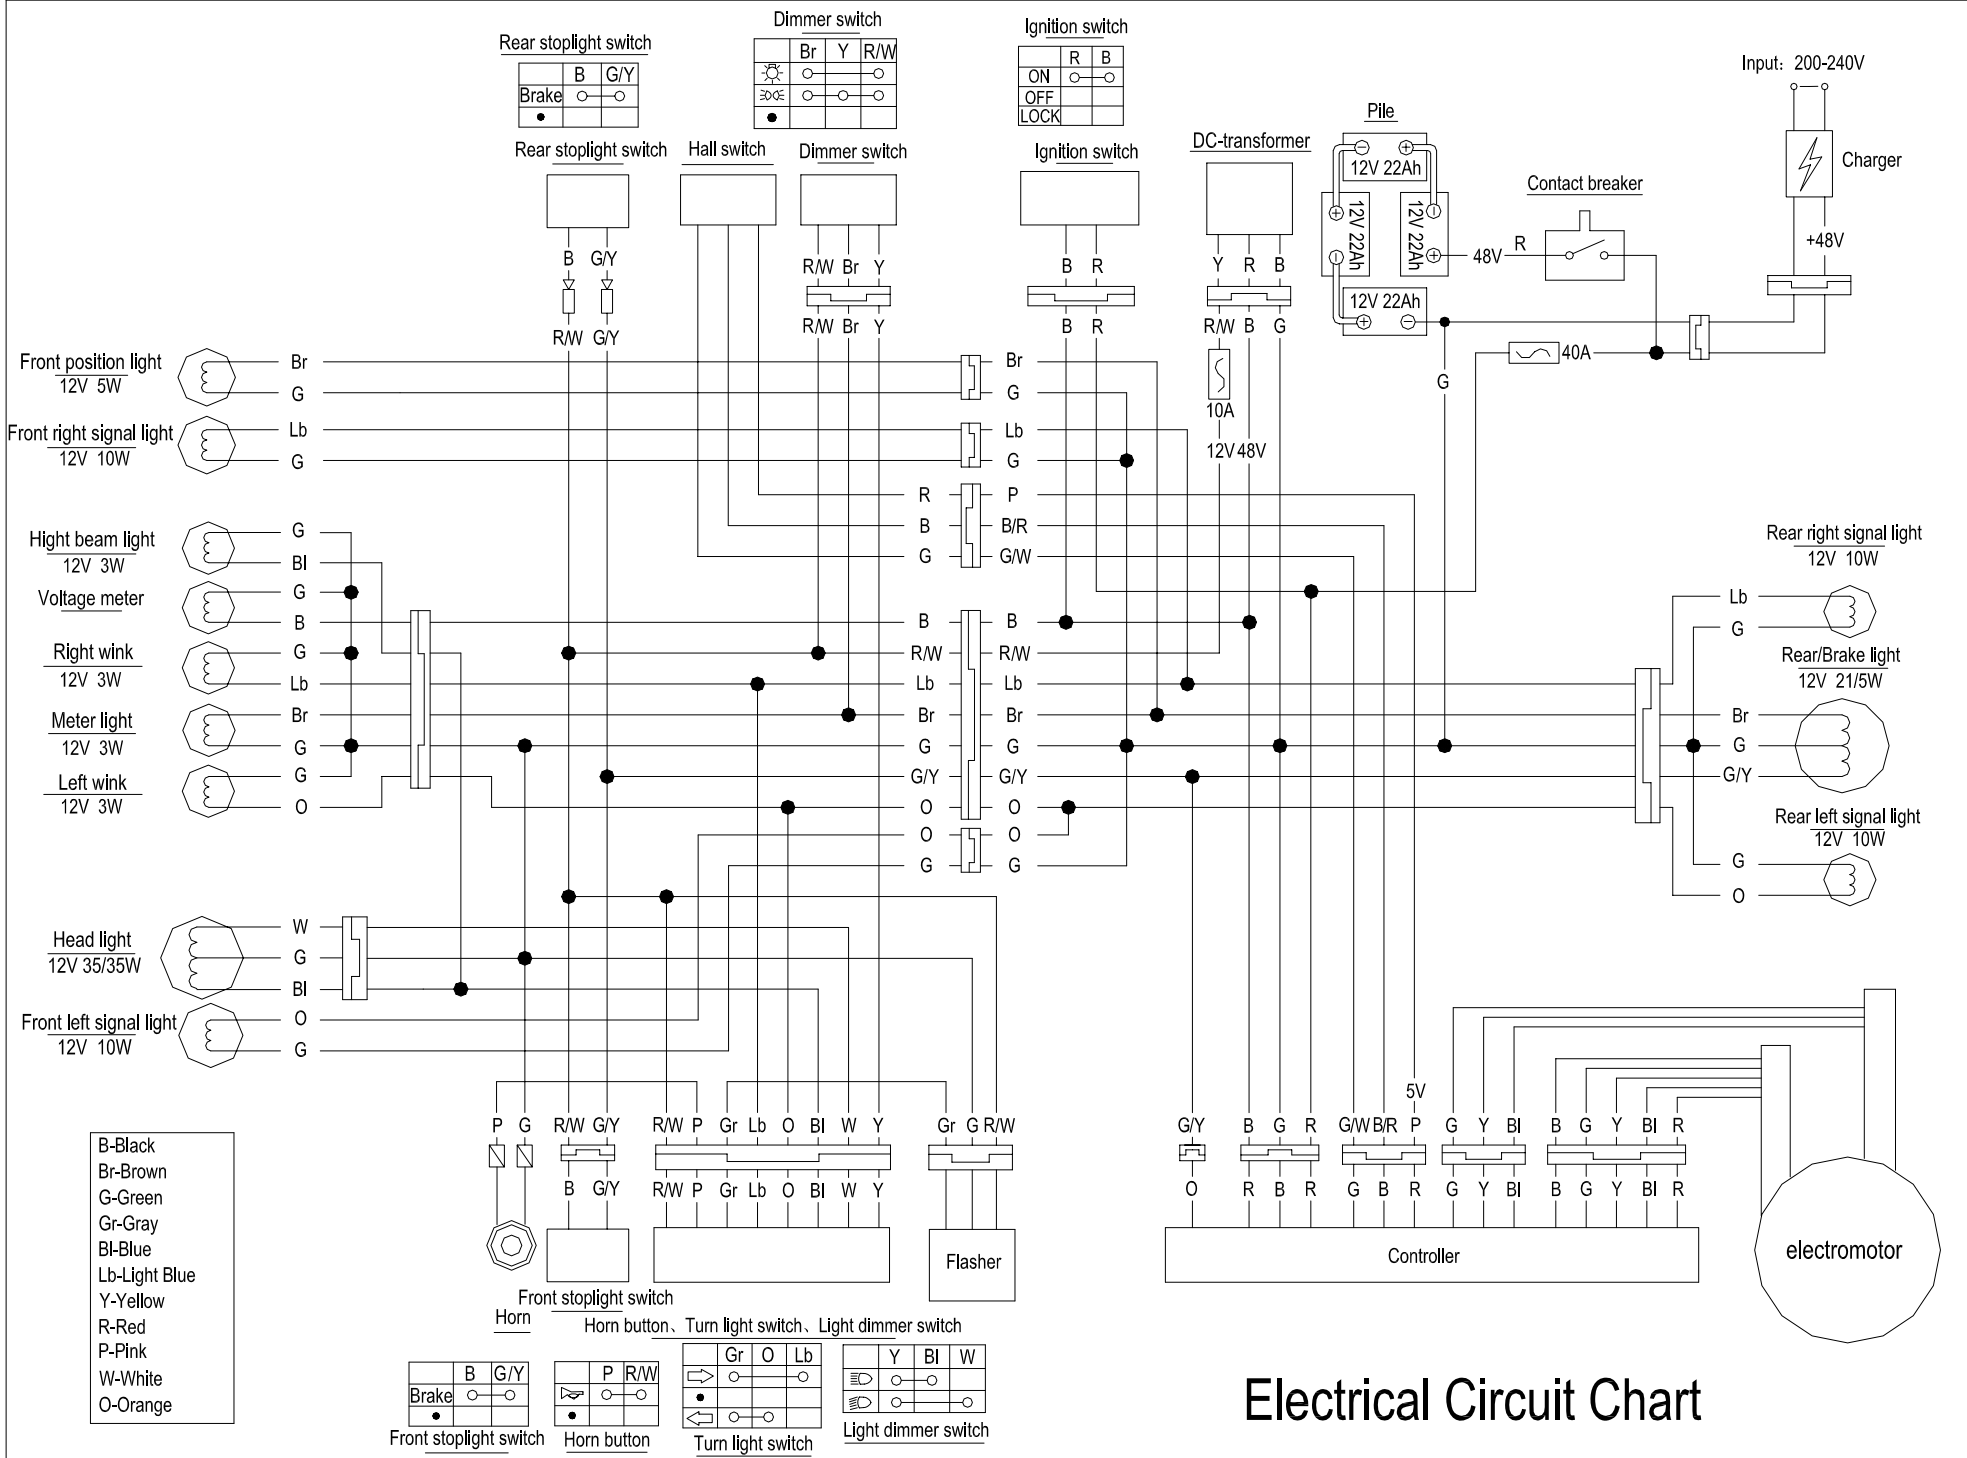 Dimmer switch
Br Y R/W
Ignition switch
R B
ON
OFF
LOCK
Rear stoplight switch
B G/Y
Brake
Input: 200-240V
Pile
12V 22Ah
12V 22Ah
12V 22Ah
12V 22Ah
DC-transformer
Contact breaker
Charger
Rear stoplight switch
Hall switch
Dimmer switch
Ignition switch
+48V
48V R
B G/Y
R/W Br Y
B R
Y R B
R/W G/Y
R/W Br Y
B R
R/W B G
40A
10A
12V 48V
G
Front position light
12V 5W
Br Br
G G
Front right signal light
12V 10W
Lb Lb
G G
R P
B B/R
G G/W
Hight beam light
12V 3W
G
Bl
Voltage meter
G
B
Right wink
12V 3W
G
Lb
Meter light
12V 3W
Br
G
Left wink
12V 3W
G
O
B B
R/W R/W
Lb Lb
Br Br
G G
G/Y G/Y
O O
O O
G G
Rear right signal light
12V 10W
Lb
G
Rear/Brake light
12V 21/5W
Br
G
G/Y
Rear left signal light
12V 10W
G
O
Head light
12V 35/35W
W
G
Bl
Front left signal light
12V 10W
O
G
5V
P G R/W G/Y R/W P Gr Lb O Bl W Y Gr G R/W
G/Y B G R G/W B/R P G Y Bl B G Y Bl R
B G/Y R/W P Gr Lb O Bl W Y
O R B R G B R G Y Bl B G Y Bl R
Flasher
Controller
electromotor
B-Black
Br-Brown
G-Green
Gr-Gray
Bl-Blue
Lb-Light Blue
Y-Yellow
R-Red
P-Pink
W-White
O-Orange
Horn
Front stoplight switch
Horn button、Turn light switch、Light dimmer switch
B G/Y
Brake
Front stoplight switch
P R/W
Horn button
Gr O Lb
Turn light switch
Y Bl W
Light dimmer switch
Electrical Circuit Chart